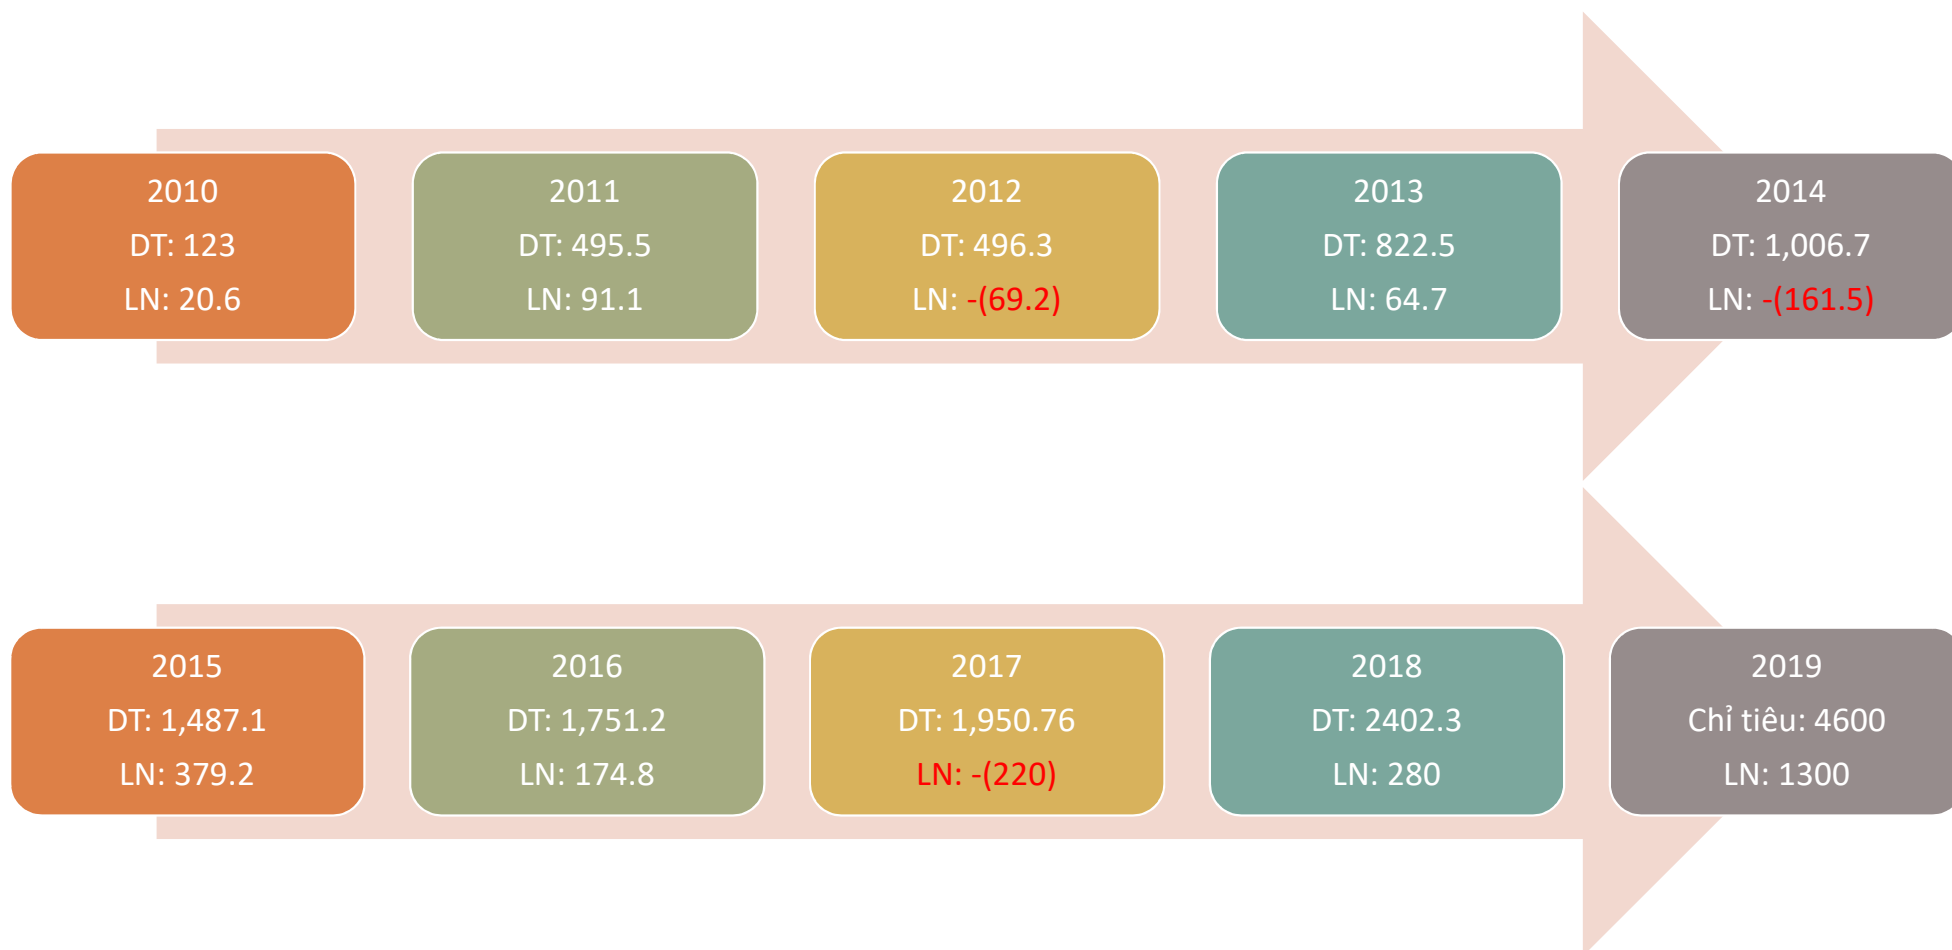 2010
DT: 123
LN: 20.6
2011
DT: 495.5
LN: 91.1
2012
DT: 496.3
LN: -(69.2)
2013
DT: 822.5
LN: 64.7
2014
DT: 1,006.7
LN: -(161.5)
2015
DT: 1,487.1
LN: 379.2
2016
DT: 1,751.2
LN: 174.8
2017
DT: 1,950.76
LN: -(220)
2018
DT: 2402.3
LN: 280
2019
Chỉ tiêu: 4600
LN: 1300